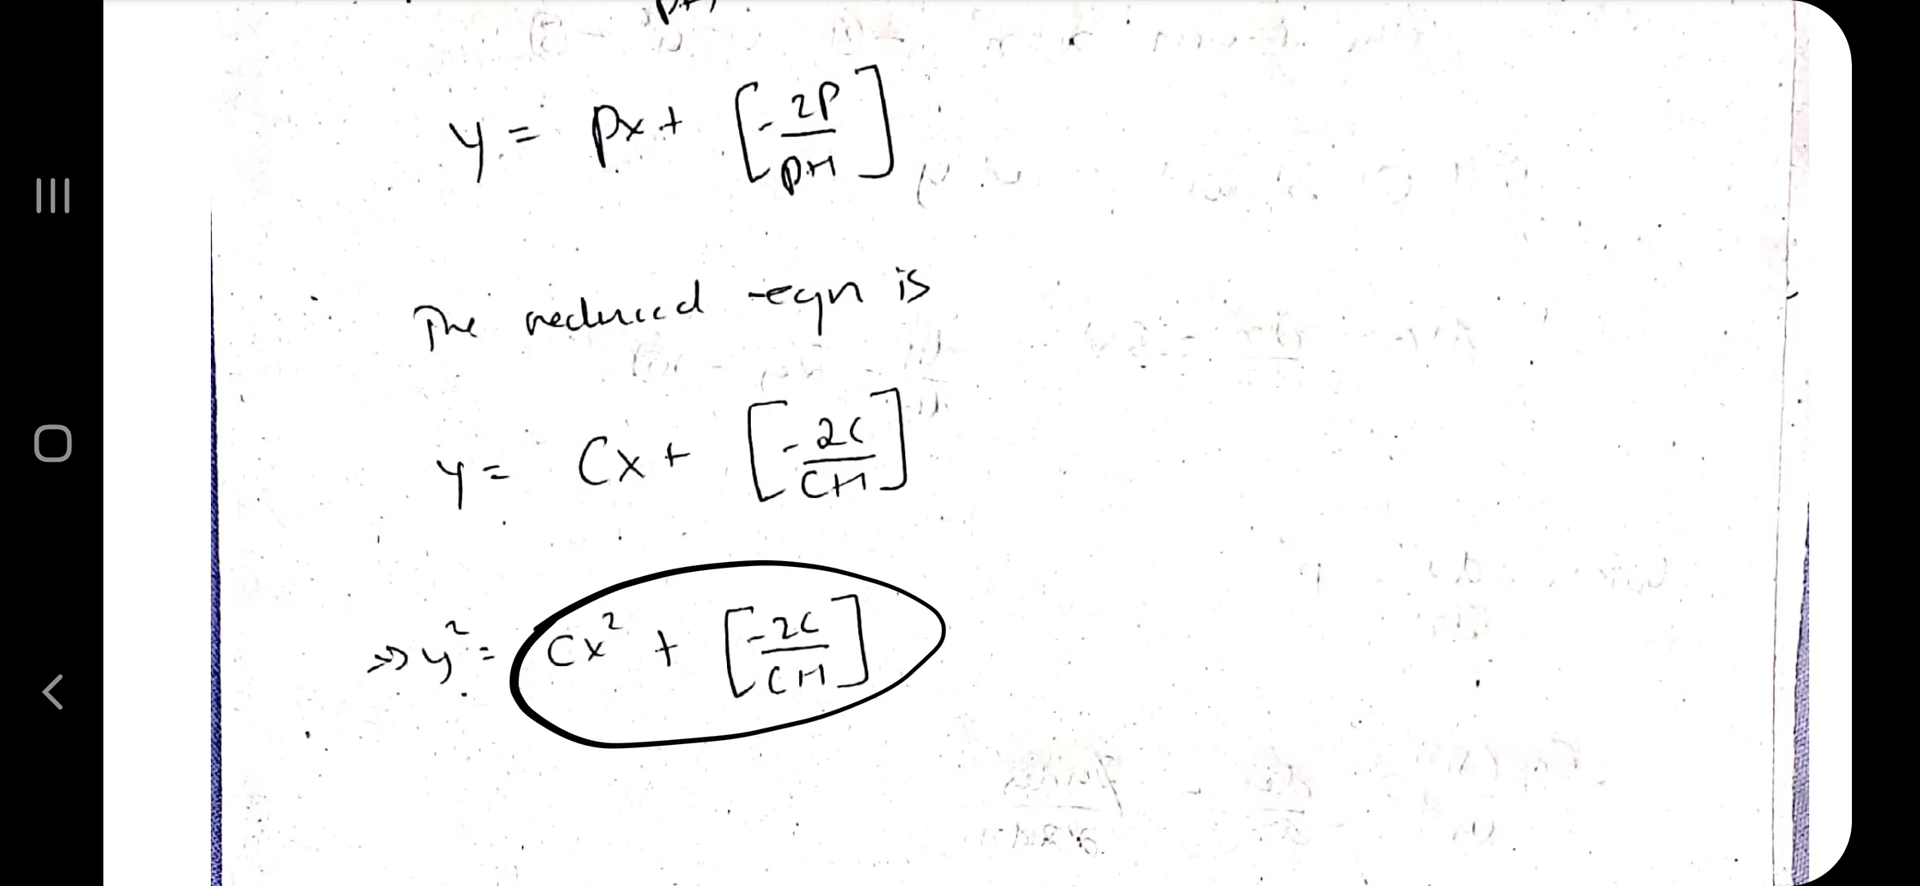 y = px + [-2p/p+1]
The reduced eqn is
y = Cx + [-2C/C+1]
⇒ y² = Cx² + [-2C/C+1]